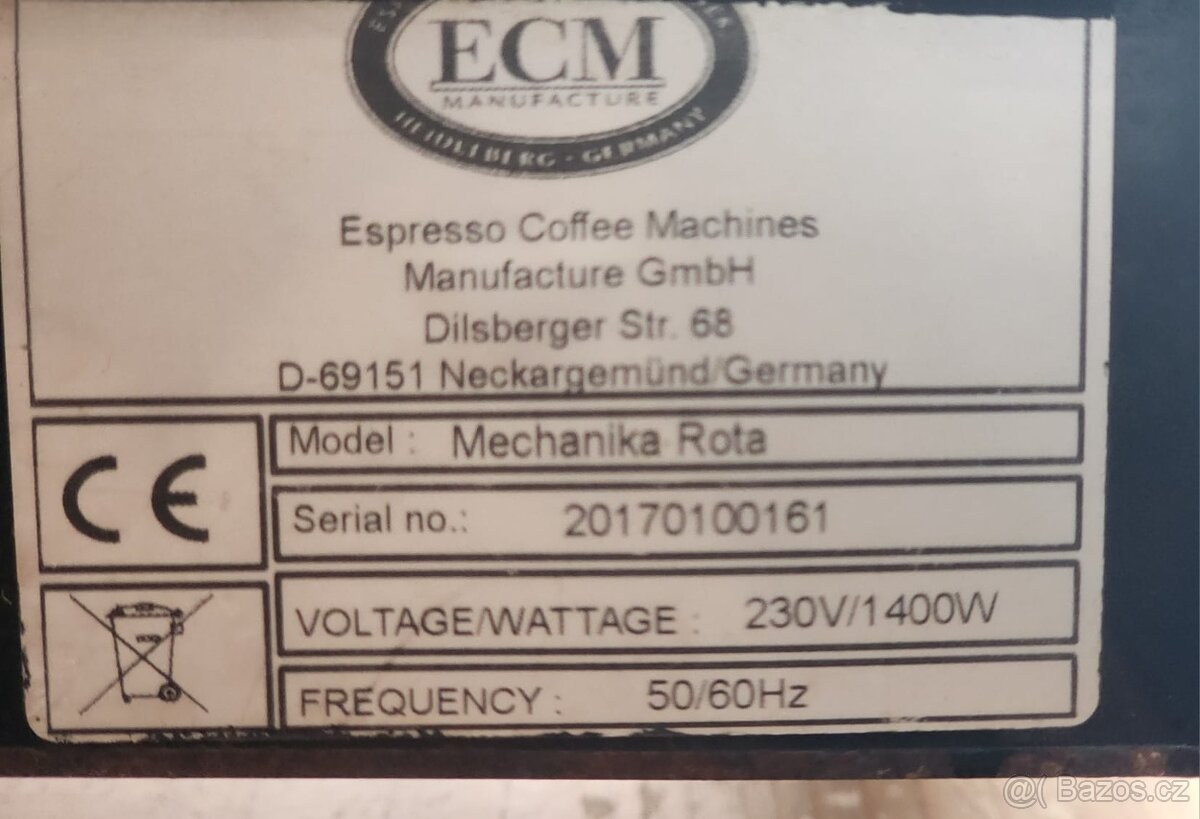 ECM
MANUFACTURE
HEIDELBERG - GERMANY
Espresso Coffee Machines
Manufacture GmbH
Dilsberger Str. 68
D-69151 Neckargemünd/Germany
CE
Model : Mechanika Rota
Serial no.: 20170100161
VOLTAGE/WATTAGE : 230V/1400W
FREQUENCY : 50/60Hz
@( Bazos.cz